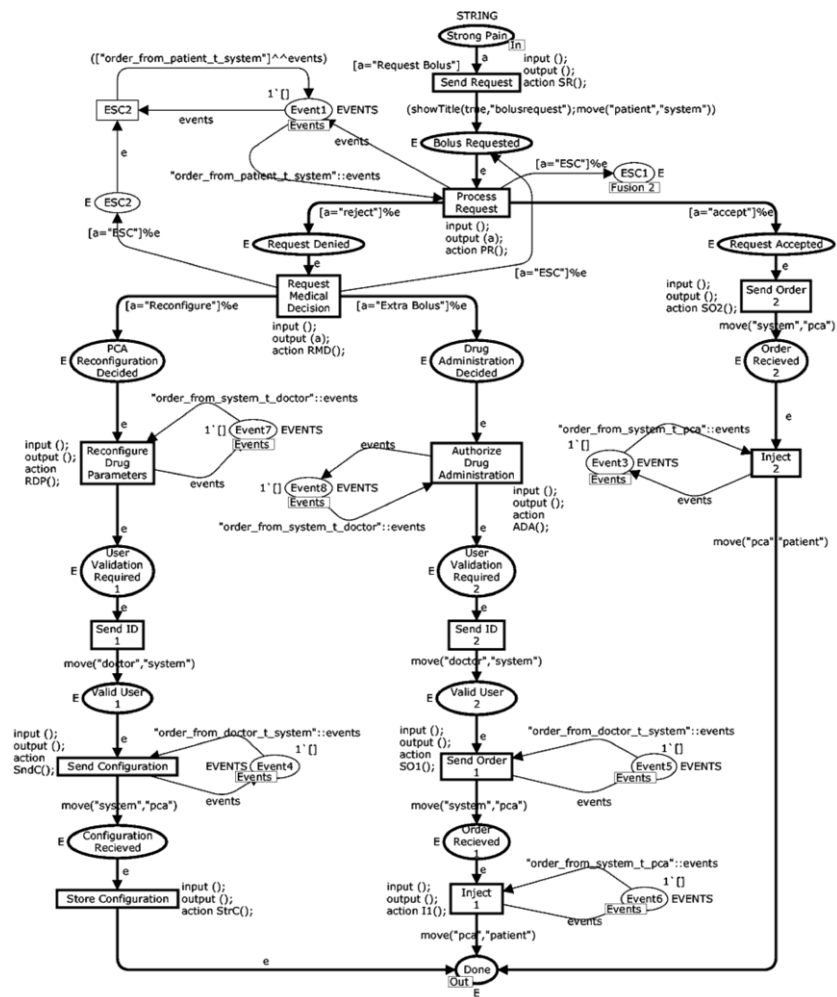 STRING
Strong Pain
In
a
[a="Request Bolus"]
input ();
output ();
action SR();
Send Request
(["order_from_patient_t_system"]^^events)
(showTitle(true,"bolusrequest");move("patient","system"))
ESC2
1`[]
Event1
EVENTS
Events
events
events
E
Bolus Requested
e
e
"order_from_patient_t_system"::events
[a="ESC"]%e
ESC1
E
Fusion 2
E
ESC2
Process
Request
[a="reject"]%e
input ();
output (a);
action PR();
[a="accept"]%e
[a="ESC"]%e
E
Request Denied
E
Request Accepted
e
[a="ESC"]%e
e
Request
Medical
Decision
input ();
output ();
action SO2();
Send Order
2
[a="Reconfigure"]%e
input ();
output (a);
action RMD();
[a="Extra Bolus"]%e
move("system","pca")
E
PCA
Reconfiguration
Decided
E
Drug
Administration
Decided
E
Order
Recieved
2
"order_from_system_t_doctor"::events
e
e
e
1`[]
Event7
EVENTS
Events
"order_from_system_t_pca"::events
input ();
output ();
action
RDP();
Reconfigure
Drug
Parameters
events
events
Authorize
Drug
Administration
1`[]
Event3
EVENTS
Events
Inject
2
1`[]
Event8
EVENTS
Events
events
input ();
output ();
action
ADA();
"order_from_system_t_doctor"::events
e
e
move("pca","patient")
E
User
Validation
Required
1
E
User
Validation
Required
2
e
e
Send ID
1
Send ID
2
move("doctor","system")
move("doctor","system")
E
Valid User
1
E
Valid User
2
e
e
input ();
output ();
action
SndC();
"order_from_doctor_t_system"::events
1`[]
Send Configuration
EVENTS
Event4
Events
events
input ();
output ();
action
SO1();
"order_from_doctor_t_system"::events
1`[]
Send Order
1
Event5
EVENTS
Events
events
move("system","pca")
move("system","pca")
E
Configuration
Recieved
E
Order
Recieved
1
e
e
"order_from_system_t_pca"::events
Store Configuration
input ();
output ();
action StrC();
input ();
output ();
action I1();
Inject
1
1`[]
Event6
EVENTS
Events
events
move("pca","patient")
e
Done
Out
E